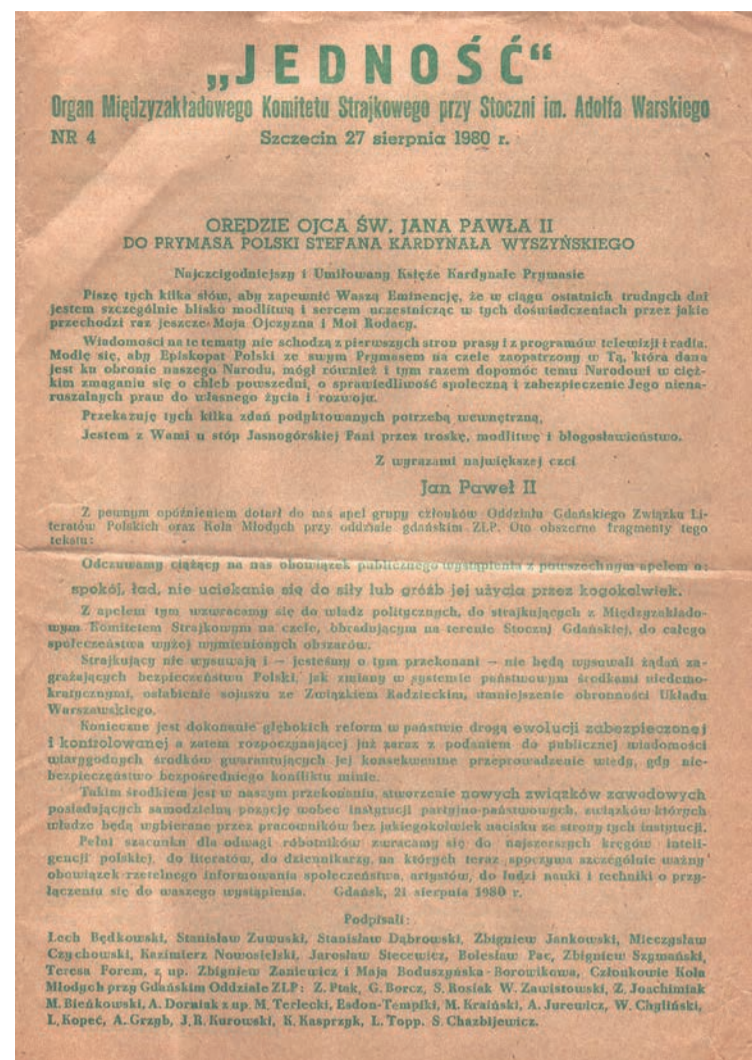 „JEDNOŚĆ“
Organ Międzyzakładowego Komitetu Strajkowego przy Stoczni im. Adolfa Warskiego
NR 4 Szczecin 27 sierpnia 1980 r.
ORĘDZIE OJCA ŚW. JANA PAWŁA II
DO PRYMASA POLSKI STEFANA KARDYNAŁA WYSZYŃSKIEGO
Najczcigodniejszy i Umiłowany Księże Kardynale Prymasie
Piszę tych kilka słów, aby zapewnić Waszą Eminencję, że w ciągu ostatnich trudnych dni
jestem szczególnie blisko modlitwą i sercem uczestnicząc w tych doświadczeniach przez jakie
przechodzi raz jeszcze Moja Ojczyzna i Moi Rodacy.
Wiadomości na te tematy nie schodzą z pierwszych stron prasy i z programów telewizji i radia.
Modlę się, aby Episkopat Polski ze swym Prymasem na czele zaopatrzony w Tą, która dana
jest ku obronie naszego Narodu, mógł również i tym razem dopomóc temu Narodowi w cięż-
kim zmaganiu się o chleb powszedni, o sprawiedliwość społeczną i zabezpieczenie Jego niena-
ruszalnych praw do własnego życia i rozwoju.
Przekazuję tych kilka zdań podyktowanych potrzebą wewnętrzną,
Jestem z Wami u stóp Jasnogórskiej Pani przez troskę, modlitwę i błogosławieństwo.
Z wyrazami największej czci
Jan Paweł II
Z pewnym opóźnieniem dotarł do nas apel grupy członków Oddziału Gdańskiego Związku Li-
teratów Polskich oraz Koła Młodych przy oddziale gdańskim ZLP. Oto obszerne fragmenty tego
tekstu:
Odczuwamy ciążący na nas obowiązek publicznego wystąpienia z powszechnym apelem o:
spokój, ład, nie uciekanie się do siły lub gróźb jej użycia przez kogokolwiek.
Z apelem tym wzwracamy się do władz politycznych, do strajkujących z Międzyzakłado-
wym Komitetem Strajkowym na czele, obradującym na terenie Stoczni Gdańskiej, do całego
społeczeństwa wyżej wymienionych obszarów.
Strajkujący nie wysuwają i — jesteśmy o tym przekonani — nie będą wysuwali żądań za-
grażających bezpieczeństwu Polski, jak zmiany w systemie państwowym środkami niedemo-
kratycznymi, osłabienie sojuszu ze Związkiem Radzieckim, umniejszenie obronności Układu
Warszawskiego.
Konieczne jest dokonanie głębokich reform w państwie drogą ewolucji zabezpieczonej
i kontrolowanej a zatem rozpoczynającej już zaraz z podaniem do publicznej wiadomości
wiarygodnych środków gwarantujących jej konsekwentne przeprowadzenie wtedy, gdy nie-
bezpieczeństwo bezpośredniego konfliktu minie.
Takim środkiem jest w naszym przekonaniu, stworzenie nowych związków zawodowych
posiadających samodzielną pozycję wobec instytucji partyjno-państwowych, związków których
władze będą wybierane przez pracowników bez jakiegokolwiek nacisku ze strony tych instytucji.
Pełni szacunku dla odwagi robotników zwracamy się do najszerszych kręgów inteli-
gencji polskiej, do literatów, do dziennikarzy, na których teraz spoczywa szczególnie ważny
obowiązek rzetelnego informowania społeczeństwa, artystów, do ludzi nauki i techniki o przy-
łączeniu się do waszego wystąpienia. Gdańsk, 21 sierpnia 1980 r.
Podpisali:
Lech Będkowski, Stanisław Zuwuski, Stanisław Dąbrowski, Zbigniew Jankowski, Mieczysław
Czychowski, Kazimierz Nowosielski, Jarosław Stecewicz, Bolesław Pac, Zbigniew Szymański,
Teresa Forem, z up. Zbigniew Zaniewicz i Maja Boduszyńska-Borowikowa, Członkowie Koła
Młodych przy Gdańskim Oddziale ZLP: Z. Ptak, G. Borcz, S. Rosiak W. Zawistowski, Z. Joachimiak
M. Bieńkowski, A. Dorniak z up. M. Terlecki, Esdon-Tempiki, M. Kraiński, A. Jurewicz, W. Chyliński,
L. Kopeć, A. Grzyb, J.R. Kurowski, K. Kasprzyk, L. Topp. S. Chazbijewicz.